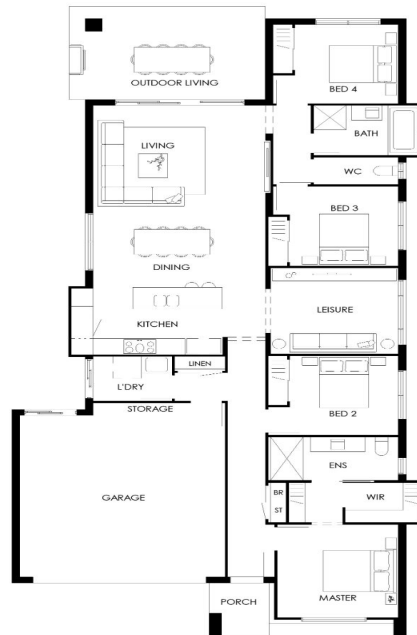 OUTDOOR LIVING
BED 4
BATH
LIVING
WC
BED 3
DINING
LEISURE
KITCHEN
LINEN
L'DRY
BED 2
STORAGE
ENS
BR
ST
WIR
GARAGE
MASTER
PORCH